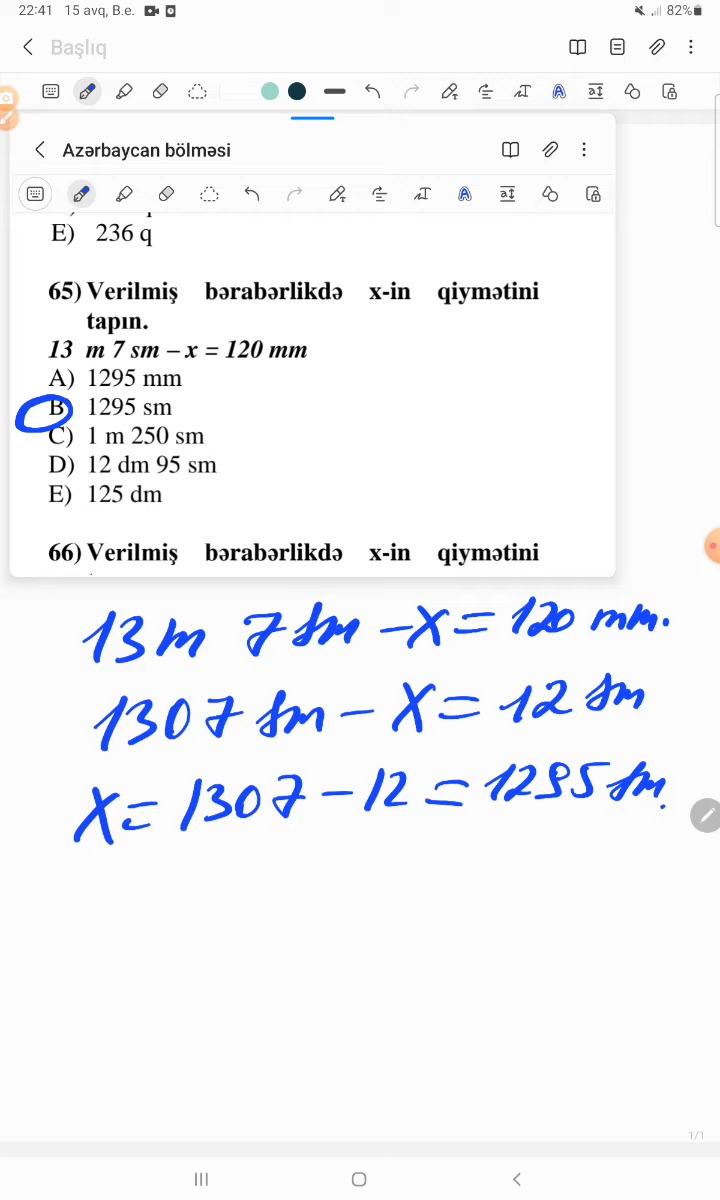 22:41 15 avq, B.e. 82%
Başlıq
Azərbaycan bölməsi
E) 236 q
65) Verilmiş bərabərlikdə x-in qiymətini
tapın.
13 m 7 sm – x = 120 mm
A) 1295 mm
B) 1295 sm
C) 1 m 250 sm
D) 12 dm 95 sm
E) 125 dm
66) Verilmiş bərabərlikdə x-in qiymətini
13 m 7 sm - x = 120 mm.
1307 sm - x = 12 sm
x = 1307 - 12 = 1295 sm.
1/1